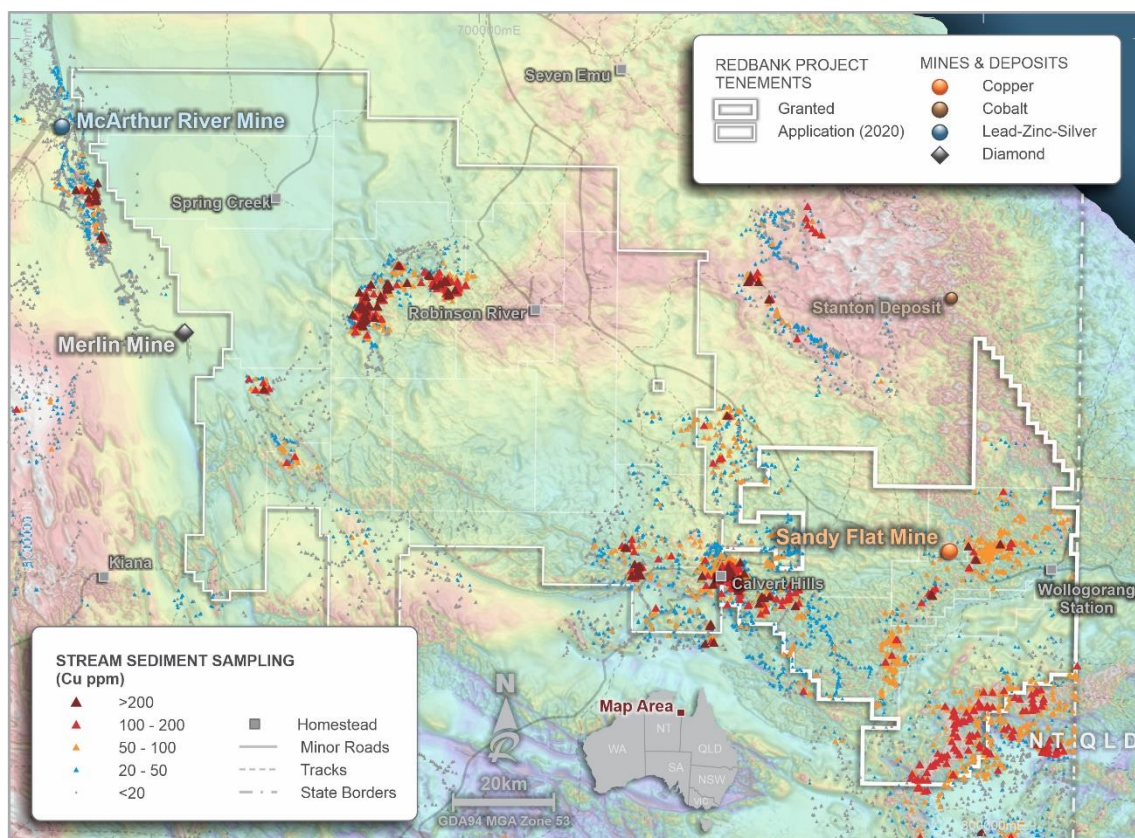 700000mE
Seven Emu
McArthur River Mine
Spring Creek
Robinson River
Merlin Mine
Stanton Deposit
Kiana
Sandy Flat Mine
Calvert Hills
Wollogorang
Station
NT QLD
REDBANK PROJECT
TENEMENTS
Granted
Application (2020)
MINES & DEPOSITS
Copper
Cobalt
Lead-Zinc-Silver
Diamond
STREAM SEDIMENT SAMPLING
(Cu ppm)
>200
100 - 200
50 - 100
20 - 50
<20
Homestead
Minor Roads
Tracks
State Borders
N
20km
GDA94 MGA Zone 53
Map Area
WA
NT
QLD
SA
NSW
VIC
800000mE